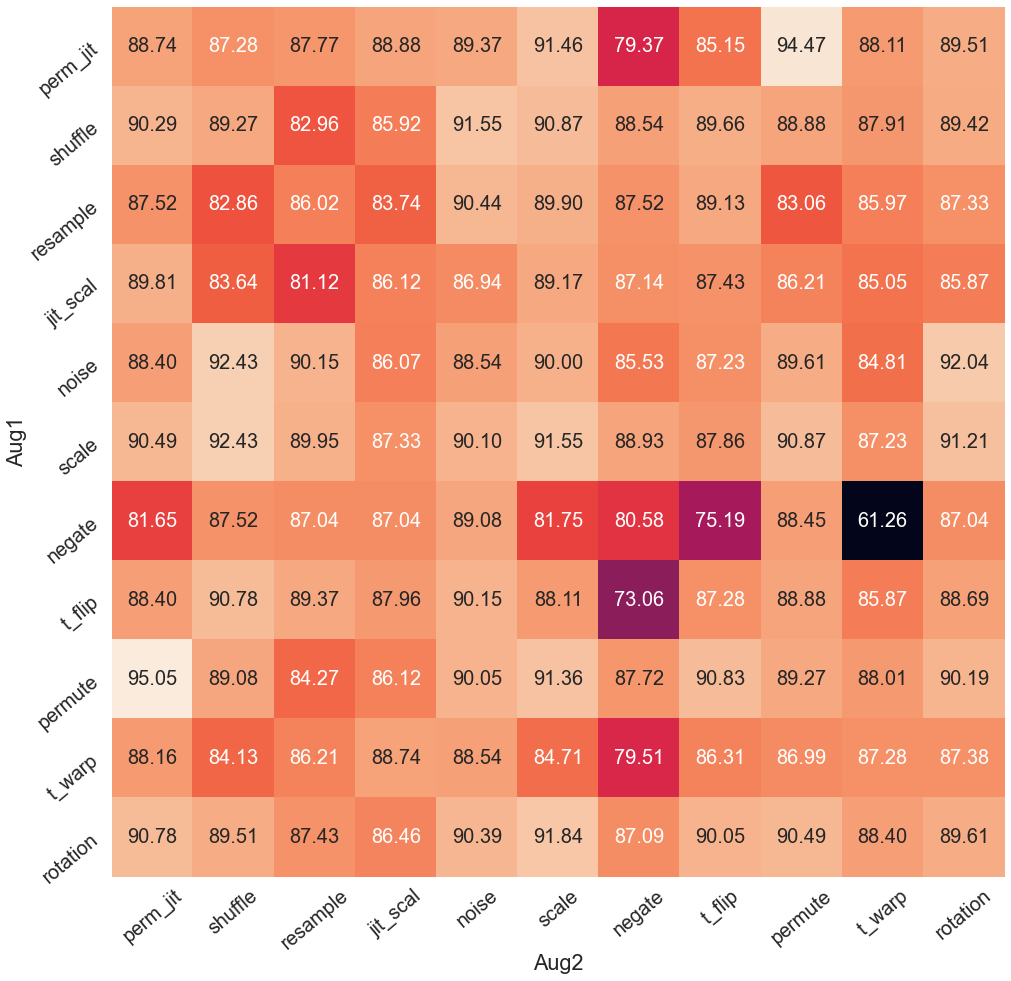 perm_jit 88.74 87.28 87.77 88.88 89.37 91.46 79.37 85.15 94.47 88.11 89.51
shuffle 90.29 89.27 82.96 85.92 91.55 90.87 88.54 89.66 88.88 87.91 89.42
resample 87.52 82.86 86.02 83.74 90.44 89.90 87.52 89.13 83.06 85.97 87.33
jit_scal 89.81 83.64 81.12 86.12 86.94 89.17 87.14 87.43 86.21 85.05 85.87
noise 88.40 92.43 90.15 86.07 88.54 90.00 85.53 87.23 89.61 84.81 92.04
scale 90.49 92.43 89.95 87.33 90.10 91.55 88.93 87.86 90.87 87.23 91.21
negate 81.65 87.52 87.04 87.04 89.08 81.75 80.58 75.19 88.45 61.26 87.04
t_flip 88.40 90.78 89.37 87.96 90.15 88.11 73.06 87.28 88.88 85.87 88.69
permute 95.05 89.08 84.27 86.12 90.05 91.36 87.72 90.83 89.27 88.01 90.19
t_warp 88.16 84.13 86.21 88.74 88.54 84.71 79.51 86.31 86.99 87.28 87.38
rotation 90.78 89.51 87.43 86.46 90.39 91.84 87.09 90.05 90.49 88.40 89.61
perm_jit shuffle resample jit_scal noise scale negate t_flip permute t_warp rotation
Aug2
Aug1